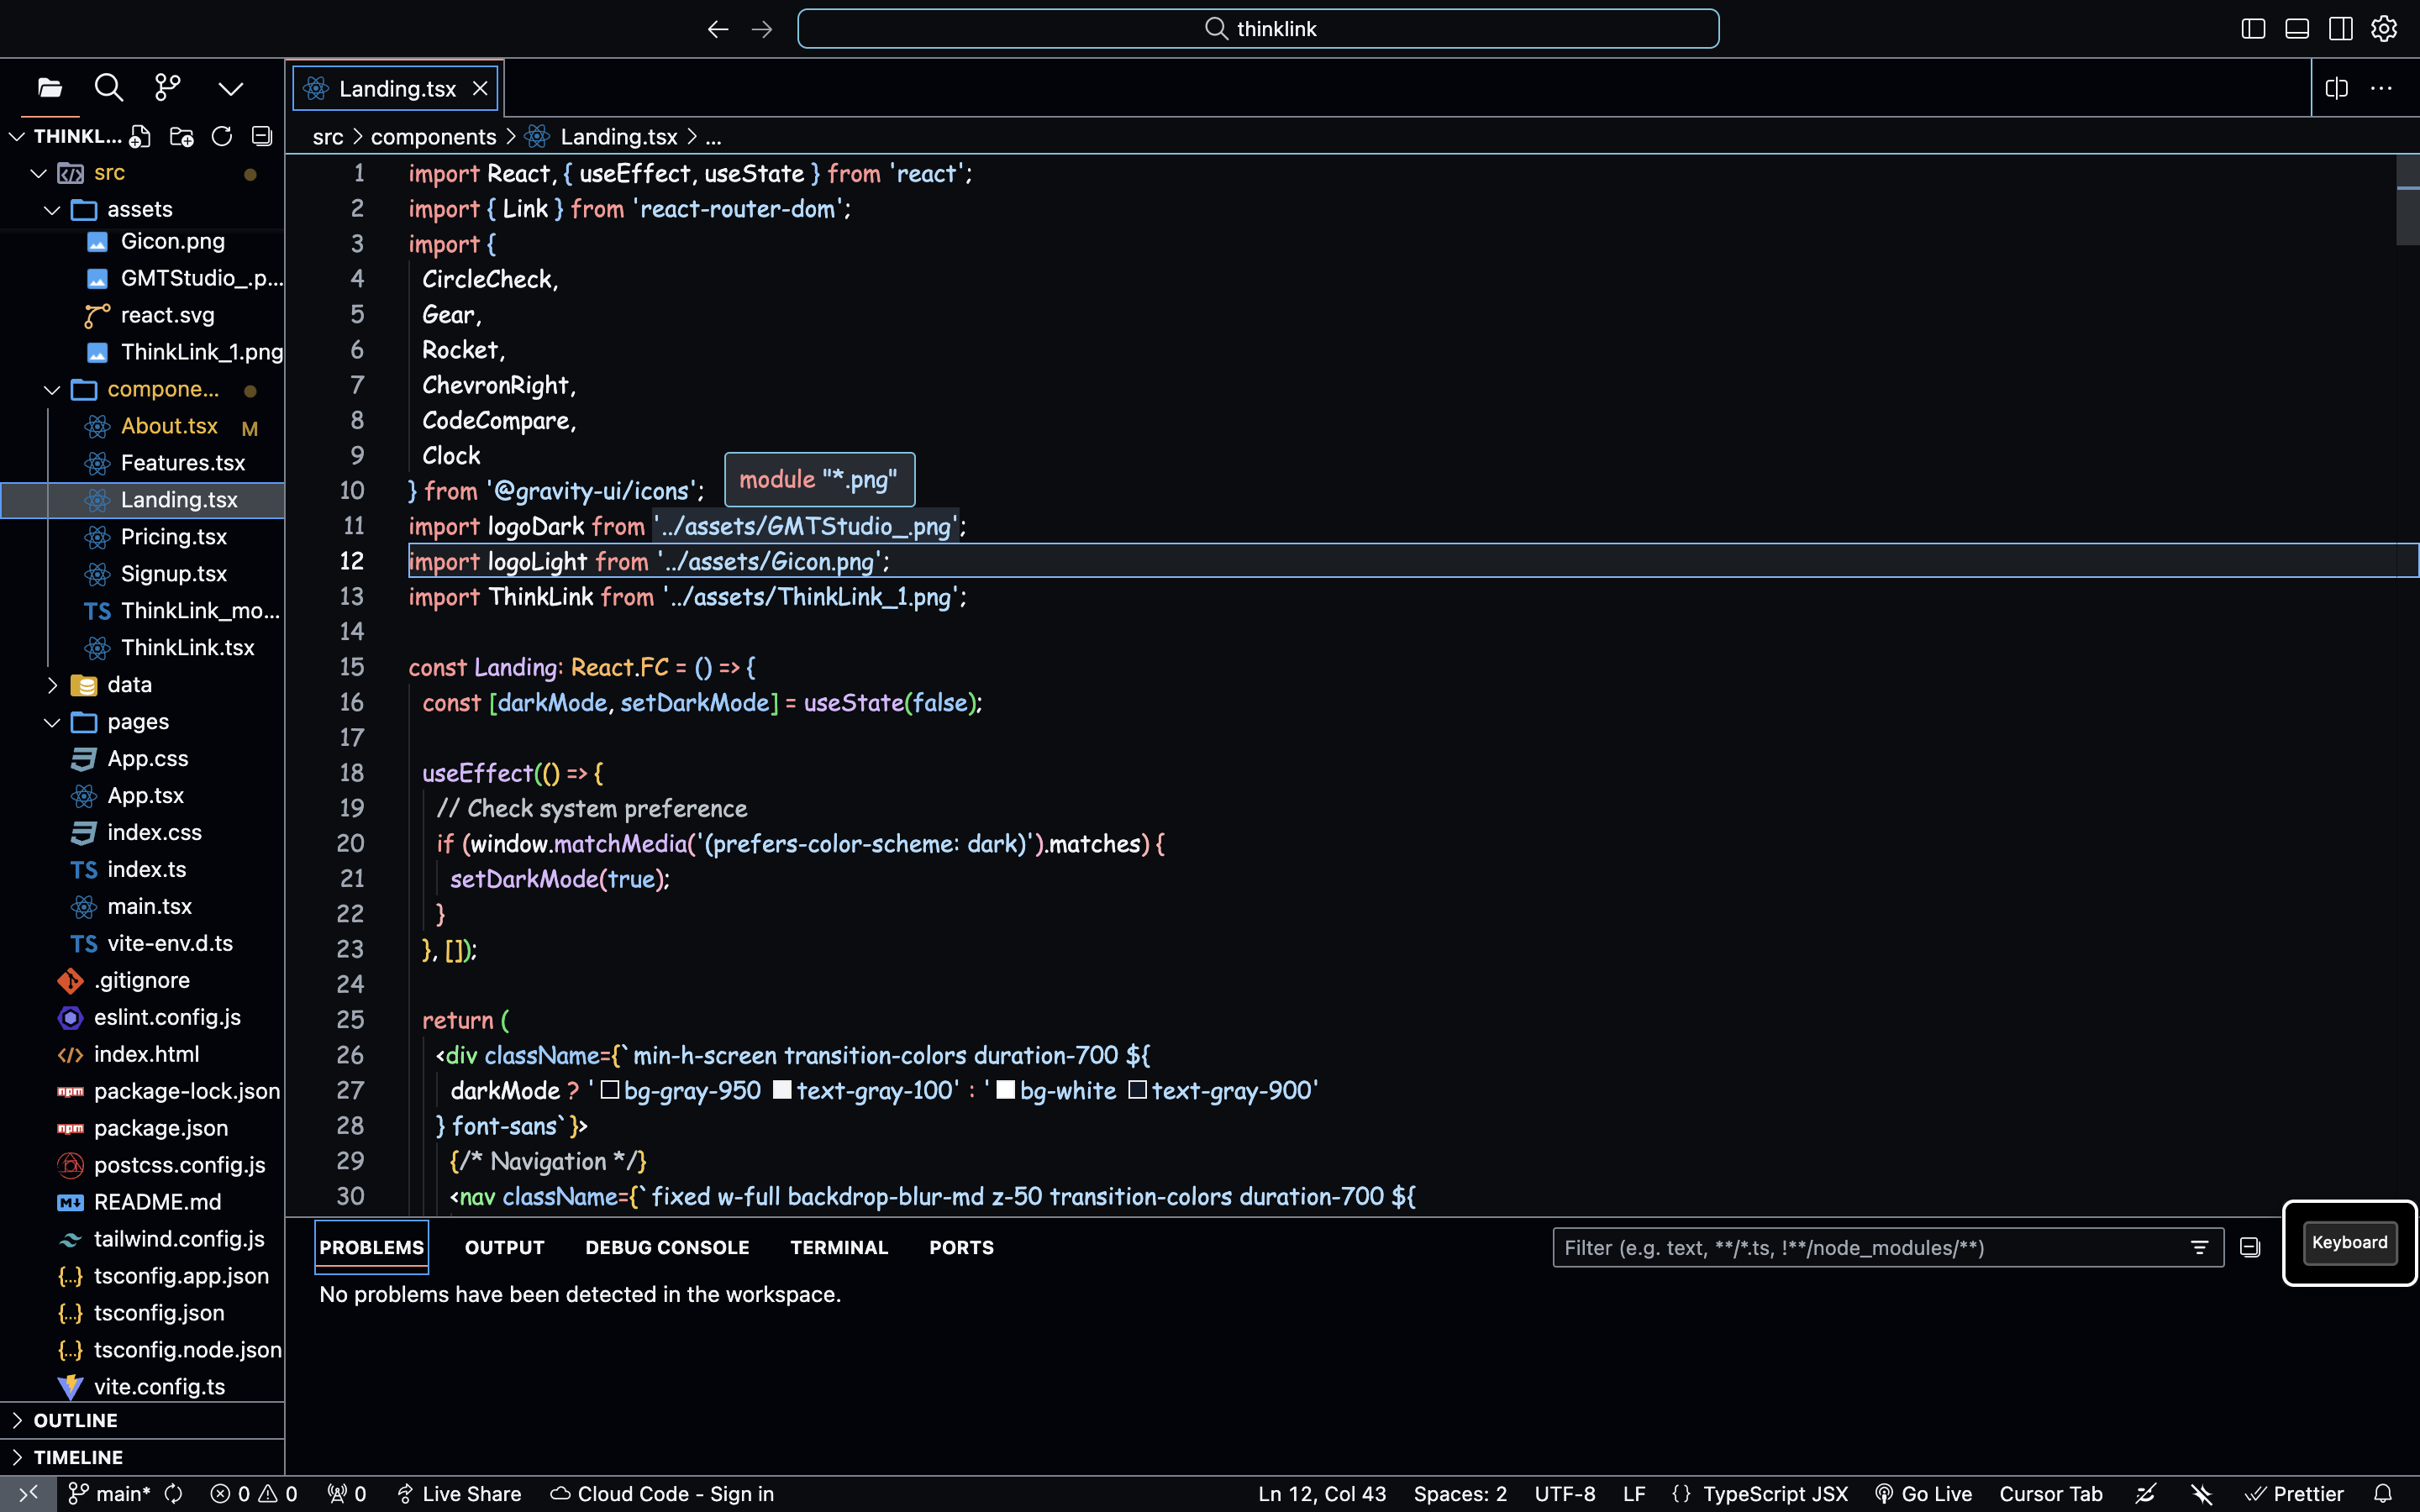 thinklink
THINKL...
src
assets
Gicon.png
GMTStudio_.p...
react.svg
ThinkLink_1.png
compone...
About.tsx M
Features.tsx
Landing.tsx
Pricing.tsx
Signup.tsx
TS ThinkLink_mo...
ThinkLink.tsx
data
pages
App.css
App.tsx
index.css
TS index.ts
main.tsx
TS vite-env.d.ts
.gitignore
eslint.config.js
index.html
npm package-lock.json
npm package.json
postcss.config.js
README.md
tailwind.config.js
{..} tsconfig.app.json
{..} tsconfig.json
{..} tsconfig.node.json
vite.config.ts
OUTLINE
TIMELINE
Landing.tsx
src > components > Landing.tsx > ...
1 import React, { useEffect, useState } from 'react';
2 import { Link } from 'react-router-dom';
3 import {
4 CircleCheck,
5 Gear,
6 Rocket,
7 ChevronRight,
8 CodeCompare,
9 Clock
module "*.png"
10 } from '@gravity-ui/icons';
11 import logoDark from '../assets/GMTStudio_.png';
12 import logoLight from '../assets/Gicon.png';
13 import ThinkLink from '../assets/ThinkLink_1.png';
14
15 const Landing: React.FC = () => {
16 const [darkMode, setDarkMode] = useState(false);
17
18 useEffect(() => {
19 // Check system preference
20 if (window.matchMedia('(prefers-color-scheme: dark)').matches) {
21 setDarkMode(true);
22 }
23 }, []);
24
25 return (
26 <div className={`min-h-screen transition-colors duration-700 ${
27 darkMode ? 'bg-gray-950 text-gray-100' : 'bg-white text-gray-900'
28 } font-sans`}>
29 {/* Navigation */}
30 <nav className={`fixed w-full backdrop-blur-md z-50 transition-colors duration-700 ${
PROBLEMS OUTPUT DEBUG CONSOLE TERMINAL PORTS
Filter (e.g. text, **/*.ts, !**/node_modules/**)
Keyboard
No problems have been detected in the workspace.
main* 0 0 0 Live Share Cloud Code - Sign in
Ln 12, Col 43 Spaces: 2 UTF-8 LF {} TypeScript JSX Go Live Cursor Tab Prettier